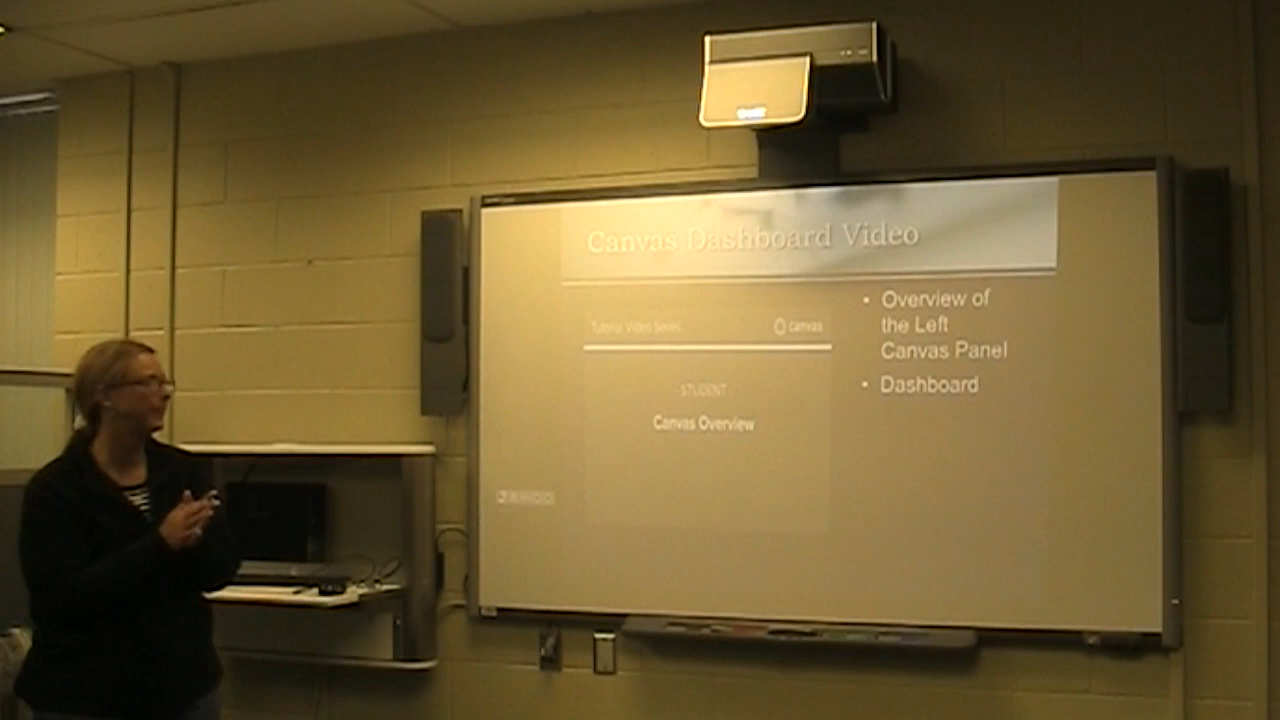 Canvas Dashboard Video
Tutorial Video Series
canvas
STUDENT
Canvas Overview
• Overview of
the Left
Canvas Panel
• Dashboard